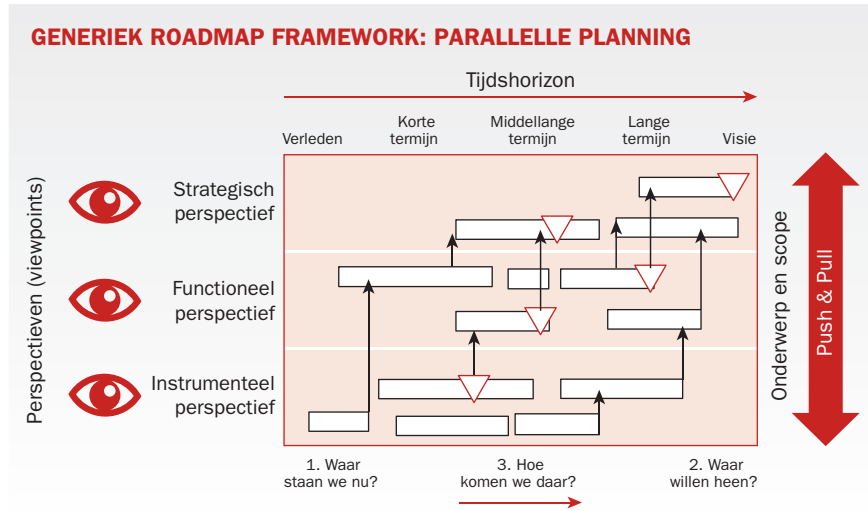 GENERIEK ROADMAP FRAMEWORK: PARALLELLE PLANNING
Tijdshorizon
Verleden
Korte
termijn
Middellange
termijn
Lange
termijn
Visie
Perspectieven (viewpoints)
Strategisch
perspectief
Functioneel
perspectief
Instrumenteel
perspectief
Onderwerp en scope
Push & Pull
1. Waar
staan we nu?
3. Hoe
komen we daar?
2. Waar
willen heen?